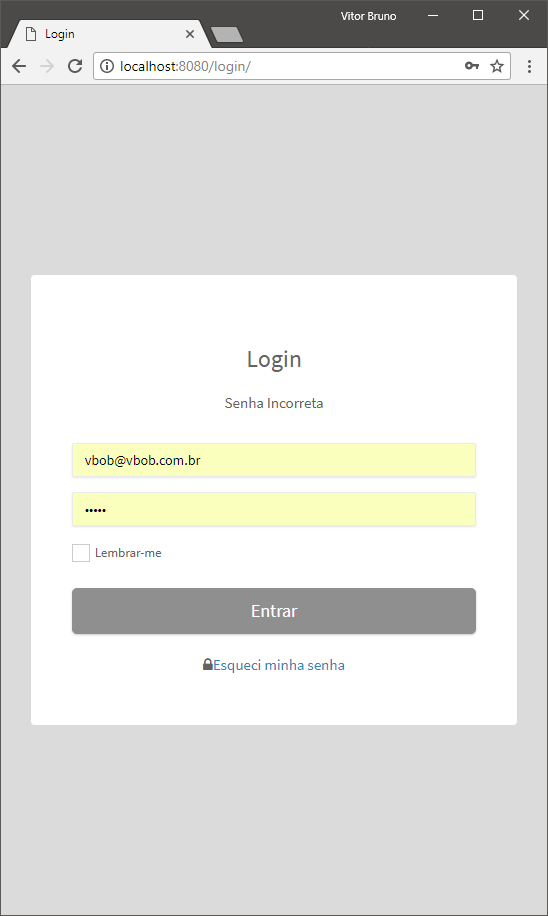 Vitor Bruno
Login
localhost:8080/login/
Login
Senha Incorreta
vbob@vbob.com.br
•••••
Lembrar-me
Entrar
Esqueci minha senha